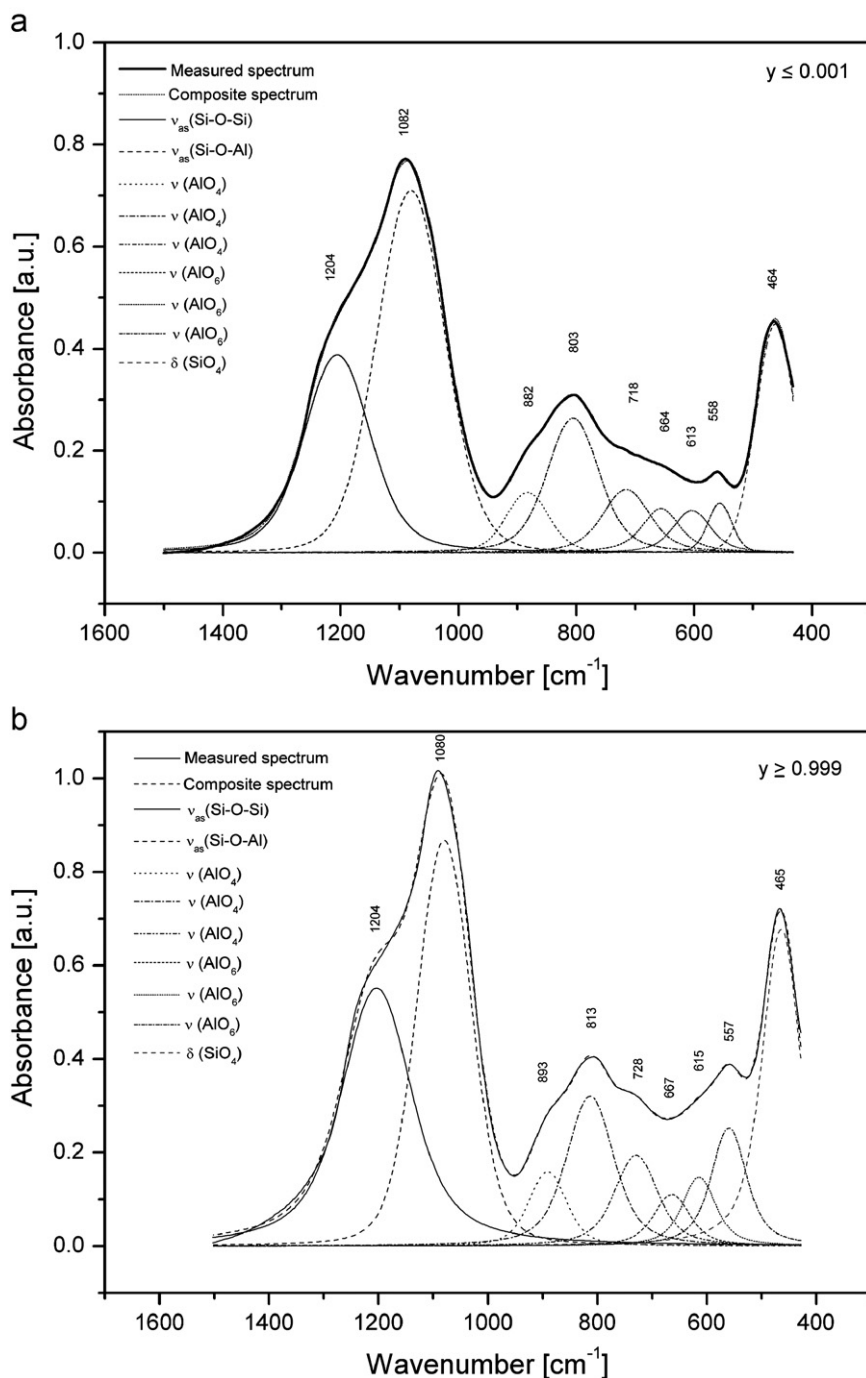 a
1.0
0.8
0.6
0.4
0.2
0.0
Absorbance [a.u.]
Measured spectrum
Composite spectrum
ν_as(Si-O-Si)
ν_as(Si-O-Al)
ν (AlO₄)
ν (AlO₄)
ν (AlO₄)
ν (AlO₆)
ν (AlO₆)
ν (AlO₆)
δ (SiO₄)
y ≤ 0.001
1204
1082
882
803
718
664
613
558
464
1600 1400 1200 1000 800 600 400
Wavenumber [cm⁻¹]
b
1.0
0.8
0.6
0.4
0.2
0.0
Absorbance [a.u.]
Measured spectrum
Composite spectrum
ν_as(Si-O-Si)
ν_as(Si-O-Al)
ν (AlO₄)
ν (AlO₄)
ν (AlO₄)
ν (AlO₆)
ν (AlO₆)
ν (AlO₆)
δ (SiO₄)
y ≥ 0.999
1204
1080
893
813
728
667
615
557
465
1600 1400 1200 1000 800 600 400
Wavenumber [cm⁻¹]